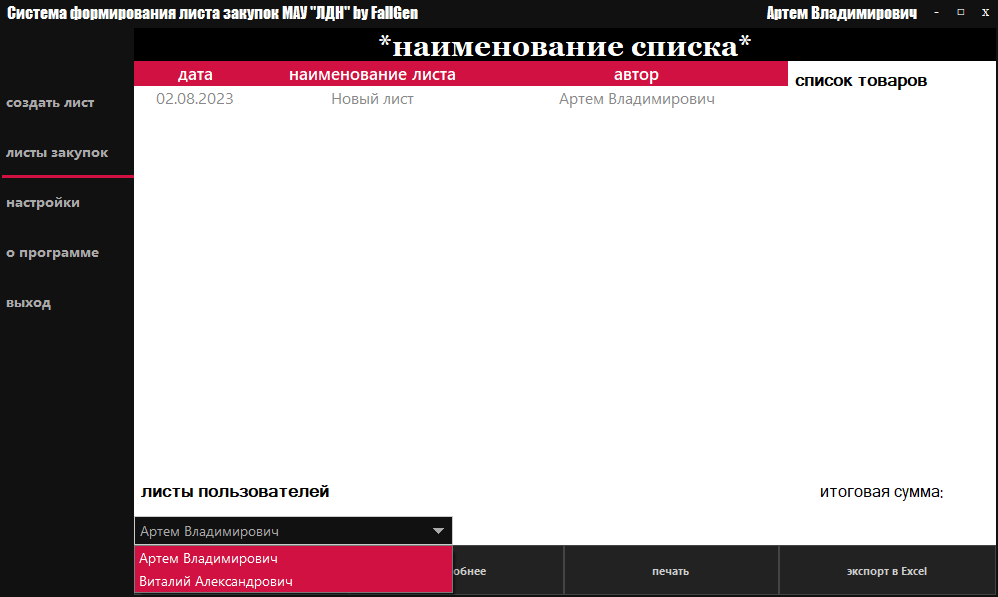 Система формирования листа закупок МАУ "ЛДН" by FallGen
Артем Владимирович
- □ x
*наименование списка*
создать лист
листы закупок
настройки
о программе
выход
дата наименование листа автор
02.08.2023 Новый лист Артем Владимирович
список товаров
листы пользователей
итоговая сумма:
Артем Владимирович
Артем Владимирович
Виталий Александрович
обнее
печать
экспорт в Excel